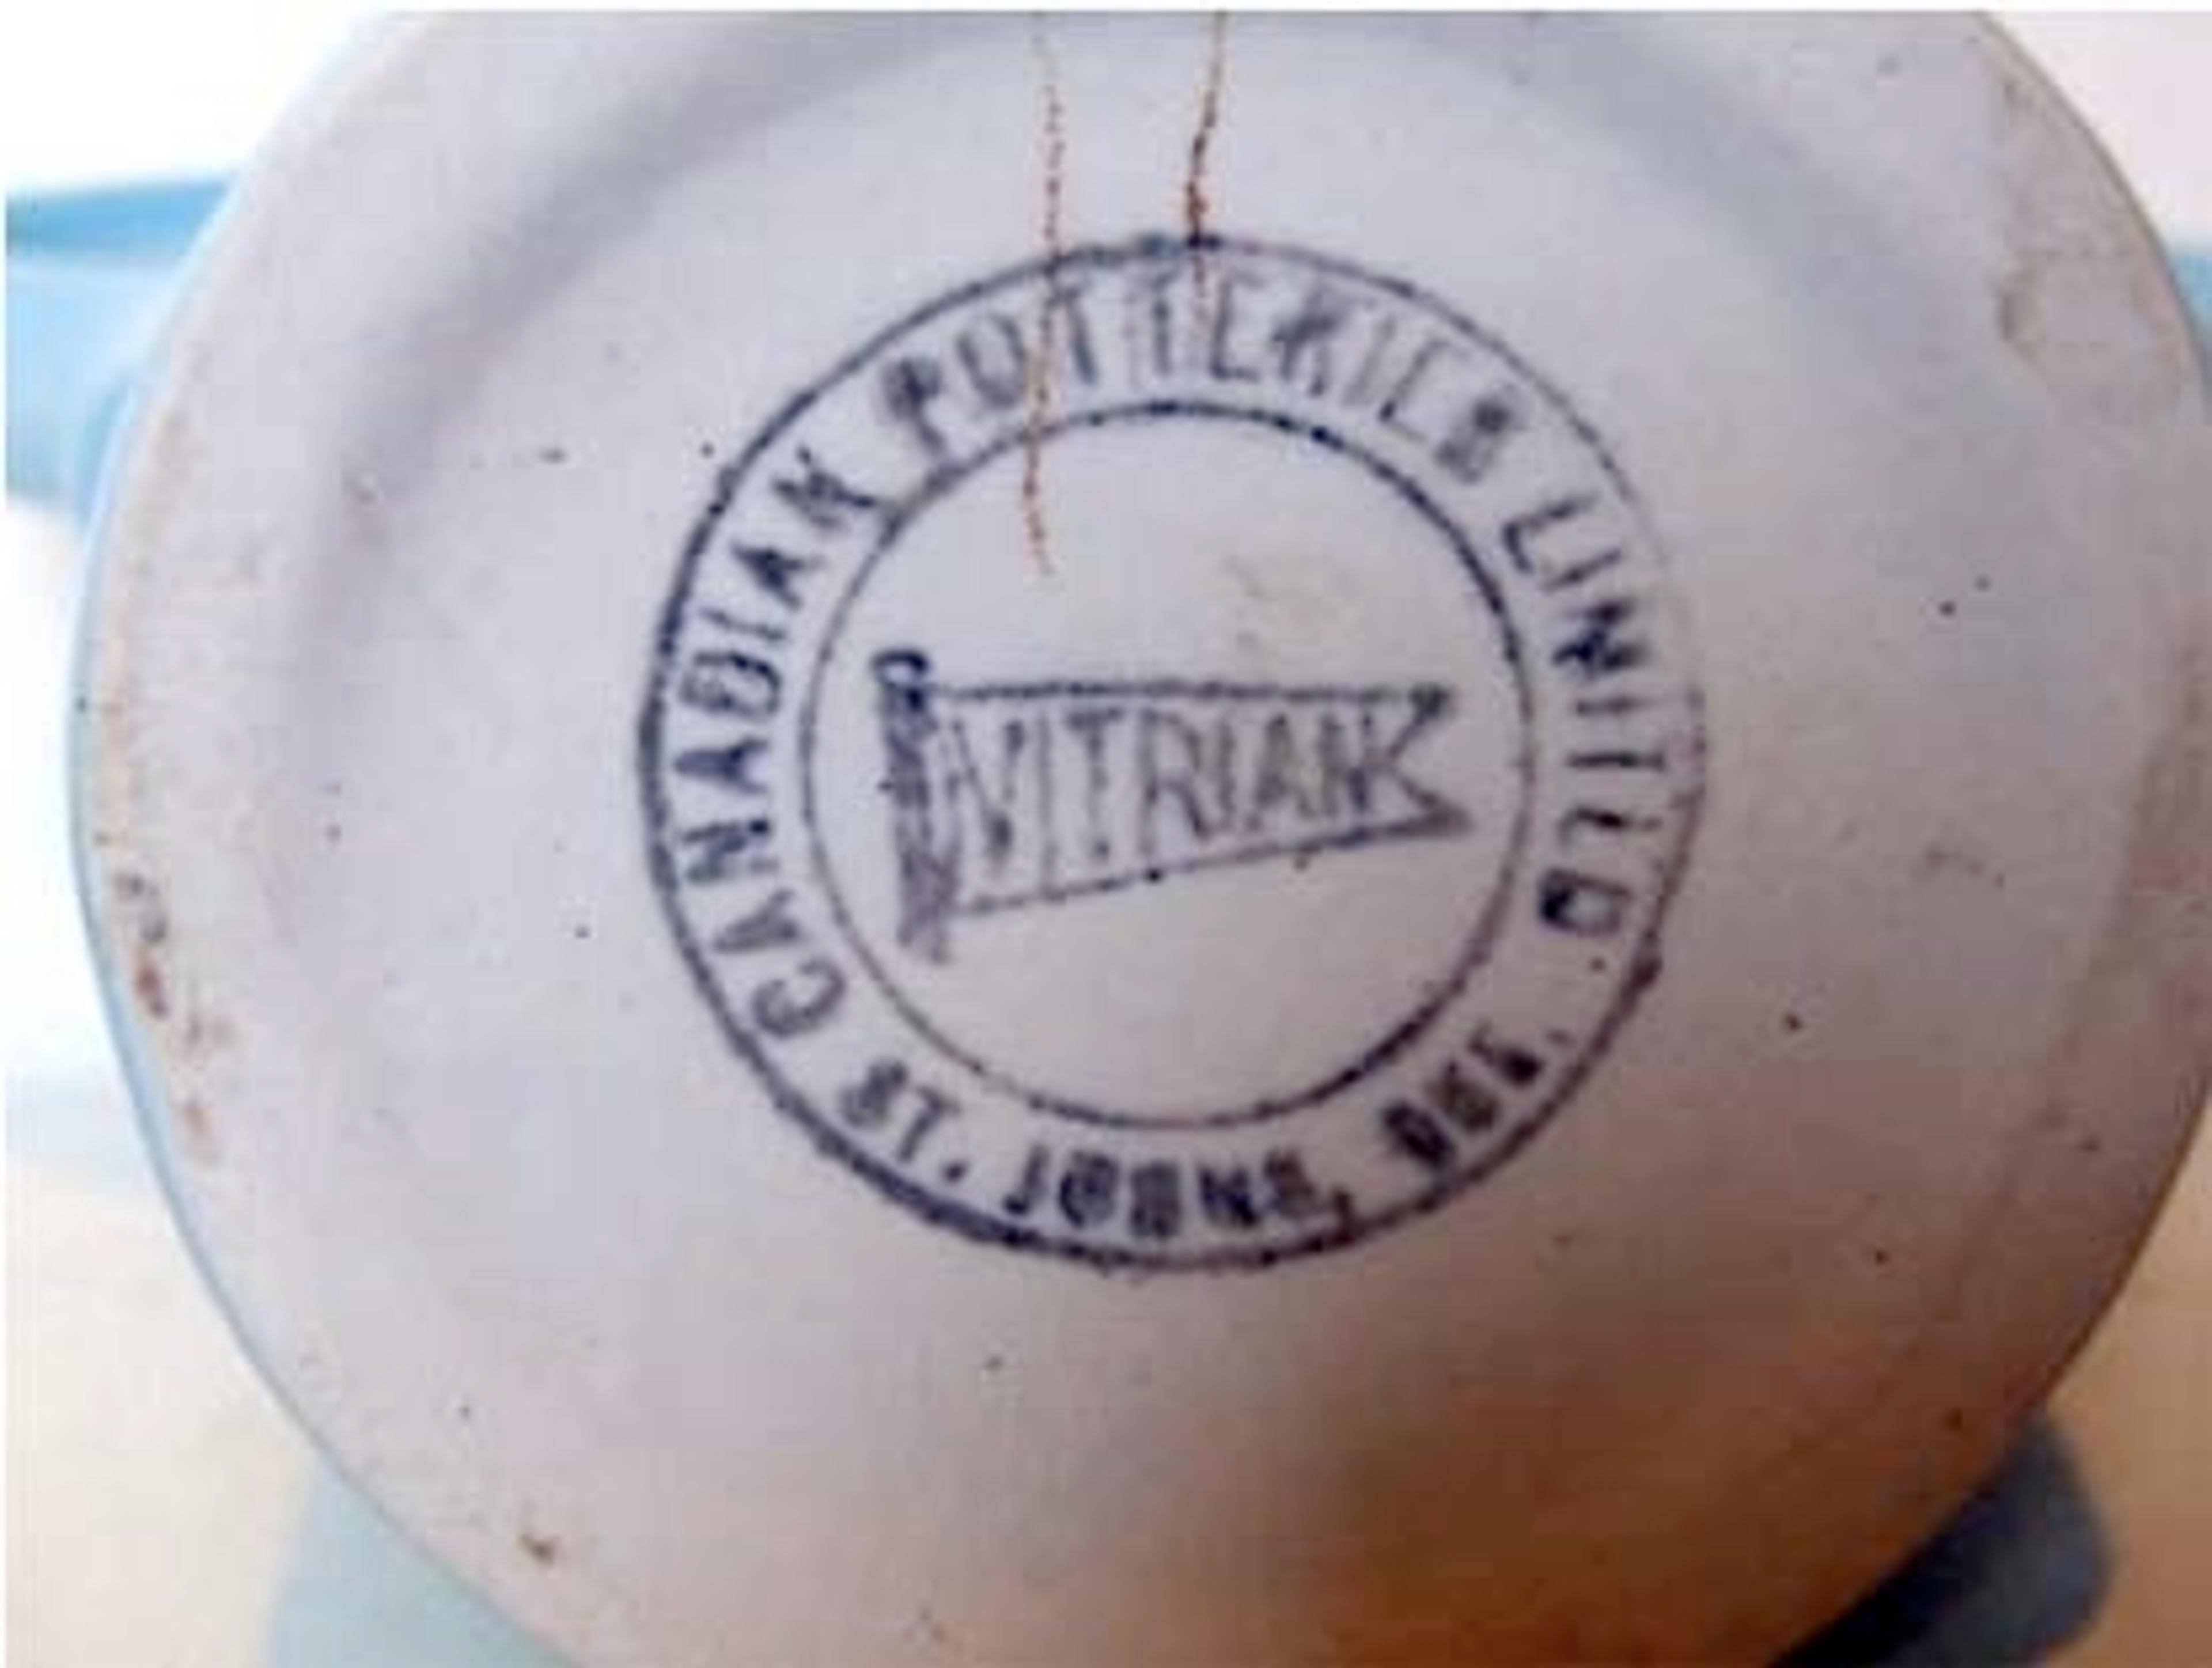 CANADIAN POTTERIES LIMITED
ST. JOHNS, QUE.
VITRIAN